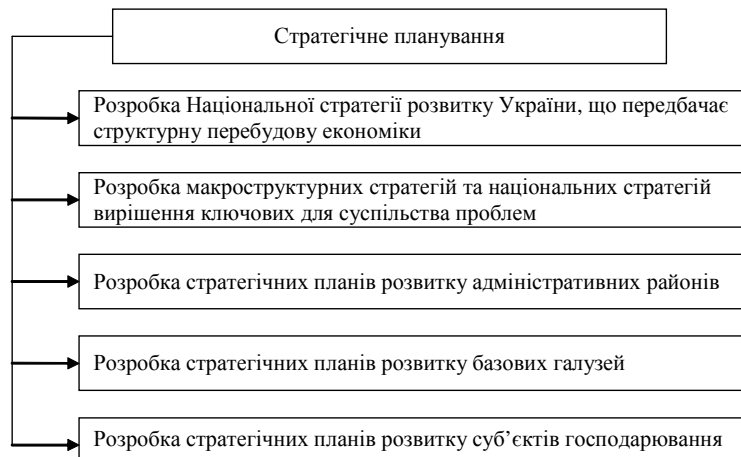 Стратегічне планування
Розробка Національної стратегії розвитку України, що передбачає
структурну перебудову економіки
Розробка макроструктурних стратегій та національних стратегій
вирішення ключових для суспільства проблем
Розробка стратегічних планів розвитку адміністративних районів
Розробка стратегічних планів розвитку базових галузей
Розробка стратегічних планів розвитку суб’єктів господарювання